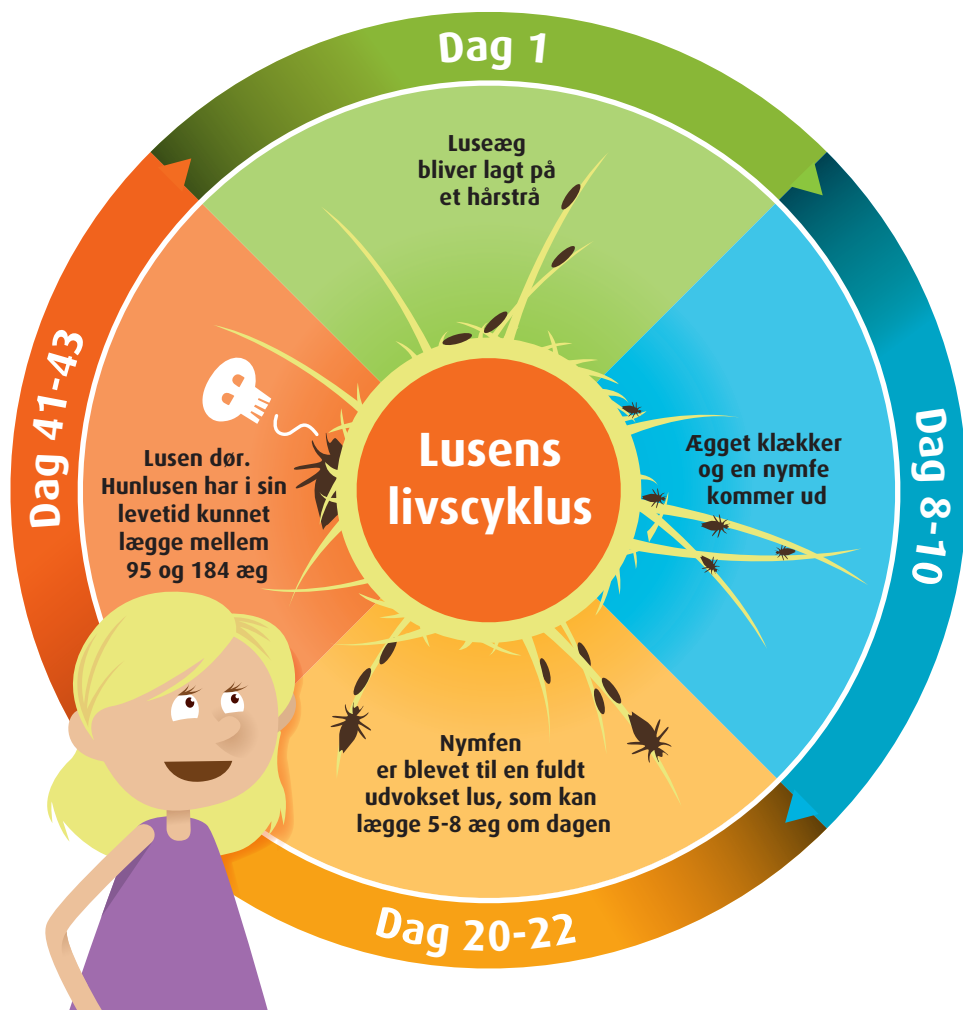 Dag 1
Luseæg
bliver lagt på
et hårstrå
Dag 8-10
Ægget klækker
og en nymfe
kommer ud
Lusens
livscyklus
Dag 20-22
Nymfen
er blevet til en fuldt
udvokset lus, som kan
lægge 5-8 æg om dagen
Dag 41-43
Lusen dør.
Hunlusen har i sin
levetid kunnet
lægge mellem
95 og 184 æg